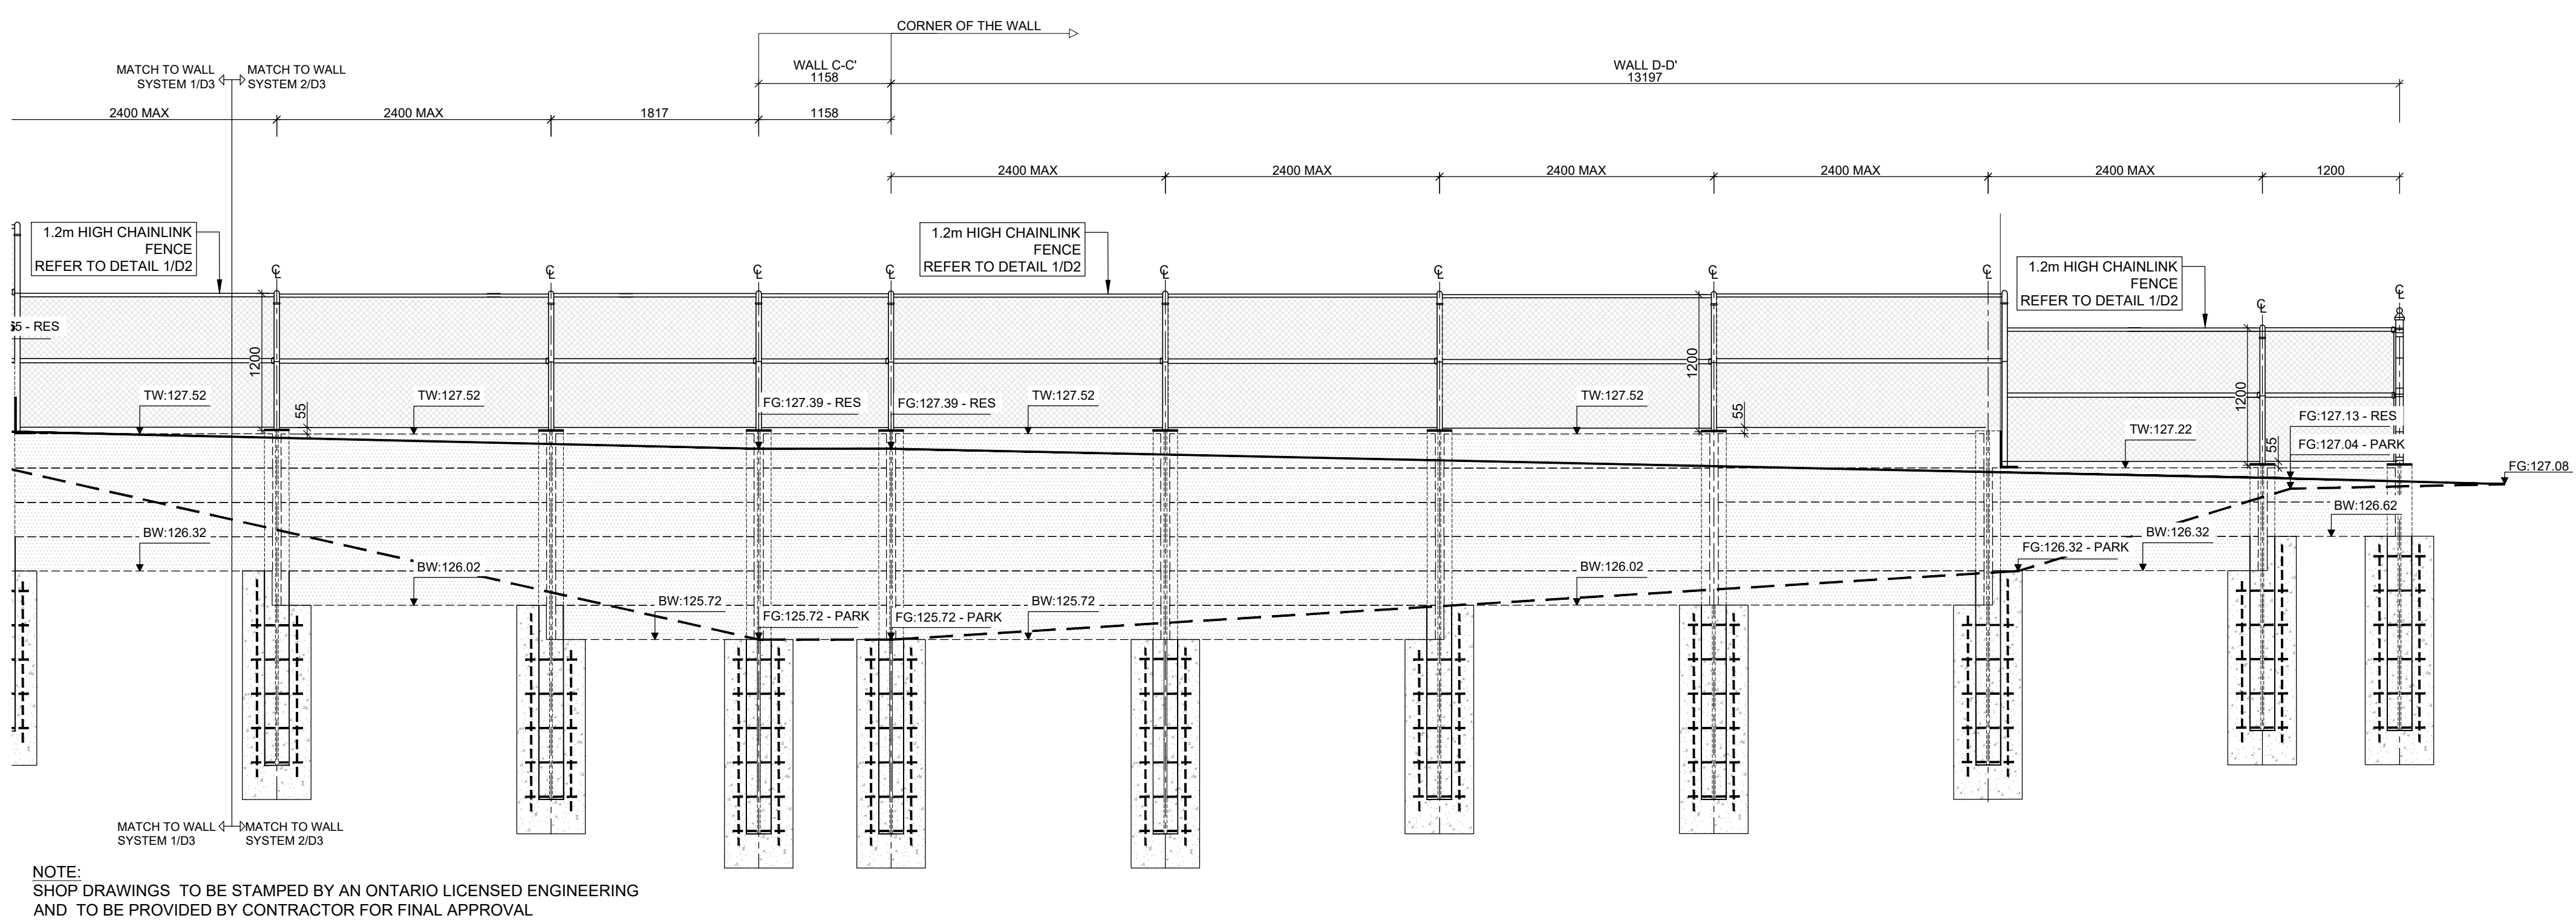 CORNER OF THE WALL
MATCH TO WALL
SYSTEM 1/D3
MATCH TO WALL
SYSTEM 2/D3
WALL C-C'
1158
WALL D-D'
13197
2400 MAX
2400 MAX
1817
1158
2400 MAX
2400 MAX
2400 MAX
2400 MAX
2400 MAX
1200
1.2m HIGH CHAINLINK
FENCE
REFER TO DETAIL 1/D2
1.2m HIGH CHAINLINK
FENCE
REFER TO DETAIL 1/D2
1.2m HIGH CHAINLINK
FENCE
REFER TO DETAIL 1/D2
℄
℄
℄
℄
℄
℄
℄
℄
℄
℄
5 - RES
1200
1200
1200
TW:127.52
55
TW:127.52
FG:127.39 - RES
FG:127.39 - RES
TW:127.52
TW:127.52
55
TW:127.22
55
FG:127.13 - RES
FG:127.04 - PARK
FG:127.08
BW:126.32
BW:126.02
BW:125.72
FG:125.72 - PARK
FG:125.72 - PARK
BW:125.72
BW:126.02
FG:126.32 - PARK
BW:126.32
BW:126.62
MATCH TO WALL
SYSTEM 1/D3
MATCH TO WALL
SYSTEM 2/D3
NOTE:
SHOP DRAWINGS TO BE STAMPED BY AN ONTARIO LICENSED ENGINEERING
AND TO BE PROVIDED BY CONTRACTOR FOR FINAL APPROVAL